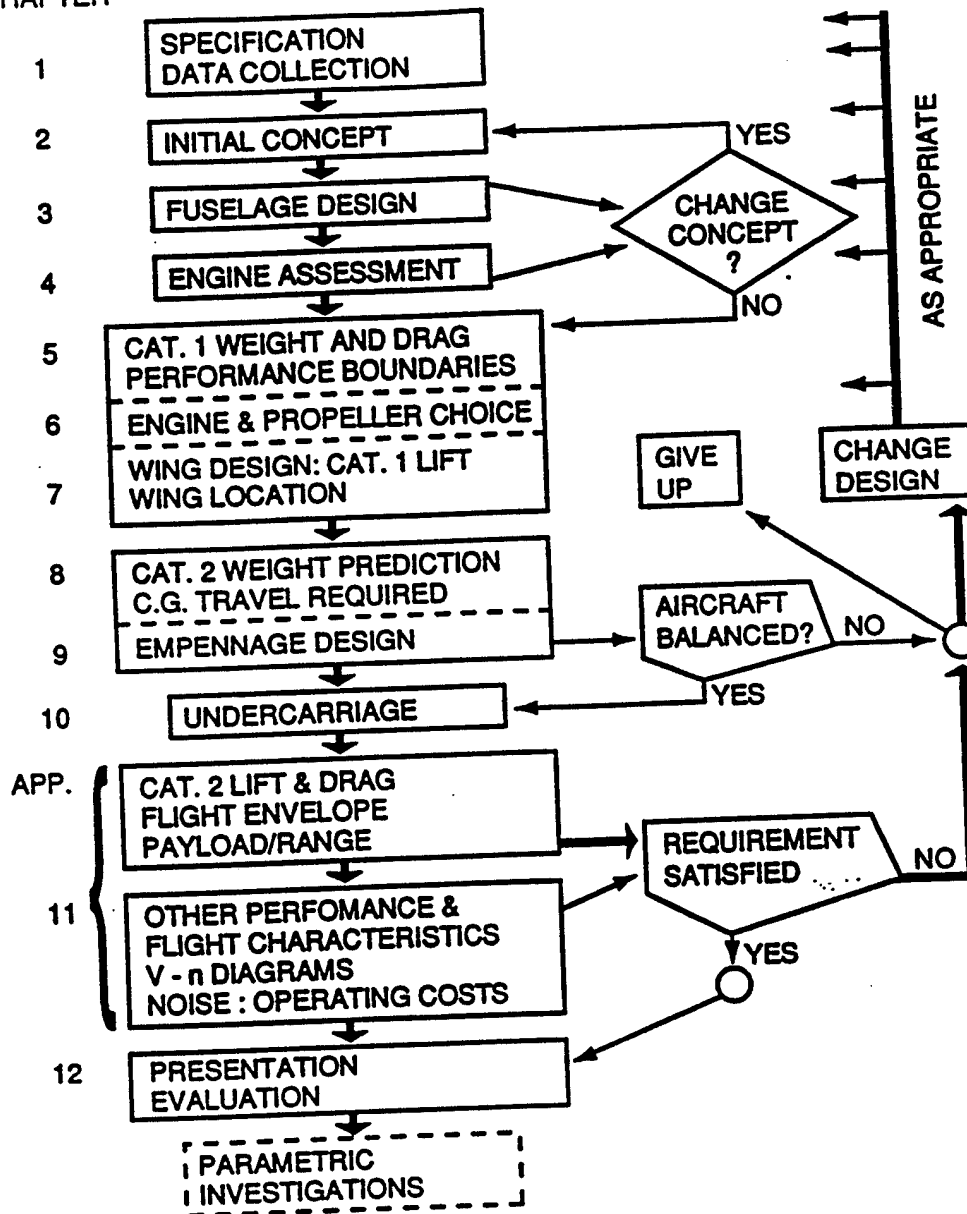 1
SPECIFICATION
DATA COLLECTION
2
INITIAL CONCEPT
YES
3
FUSELAGE DESIGN
CHANGE
CONCEPT
?
4
ENGINE ASSESSMENT
NO
AS APPROPRIATE
5
CAT. 1 WEIGHT AND DRAG
PERFORMANCE BOUNDARIES
6
ENGINE & PROPELLER CHOICE
7
WING DESIGN: CAT. 1 LIFT
WING LOCATION
GIVE
UP
CHANGE
DESIGN
8
CAT. 2 WEIGHT PREDICTION
C.G. TRAVEL REQUIRED
9
EMPENNAGE DESIGN
AIRCRAFT
BALANCED?
NO
YES
10
UNDERCARRIAGE
APP.
CAT. 2 LIFT & DRAG
FLIGHT ENVELOPE
PAYLOAD/RANGE
REQUIREMENT
SATISFIED
NO
YES
11
OTHER PERFOMANCE &
FLIGHT CHARACTERISTICS
V - n DIAGRAMS
NOISE : OPERATING COSTS
12
PRESENTATION
EVALUATION
PARAMETRIC
INVESTIGATIONS